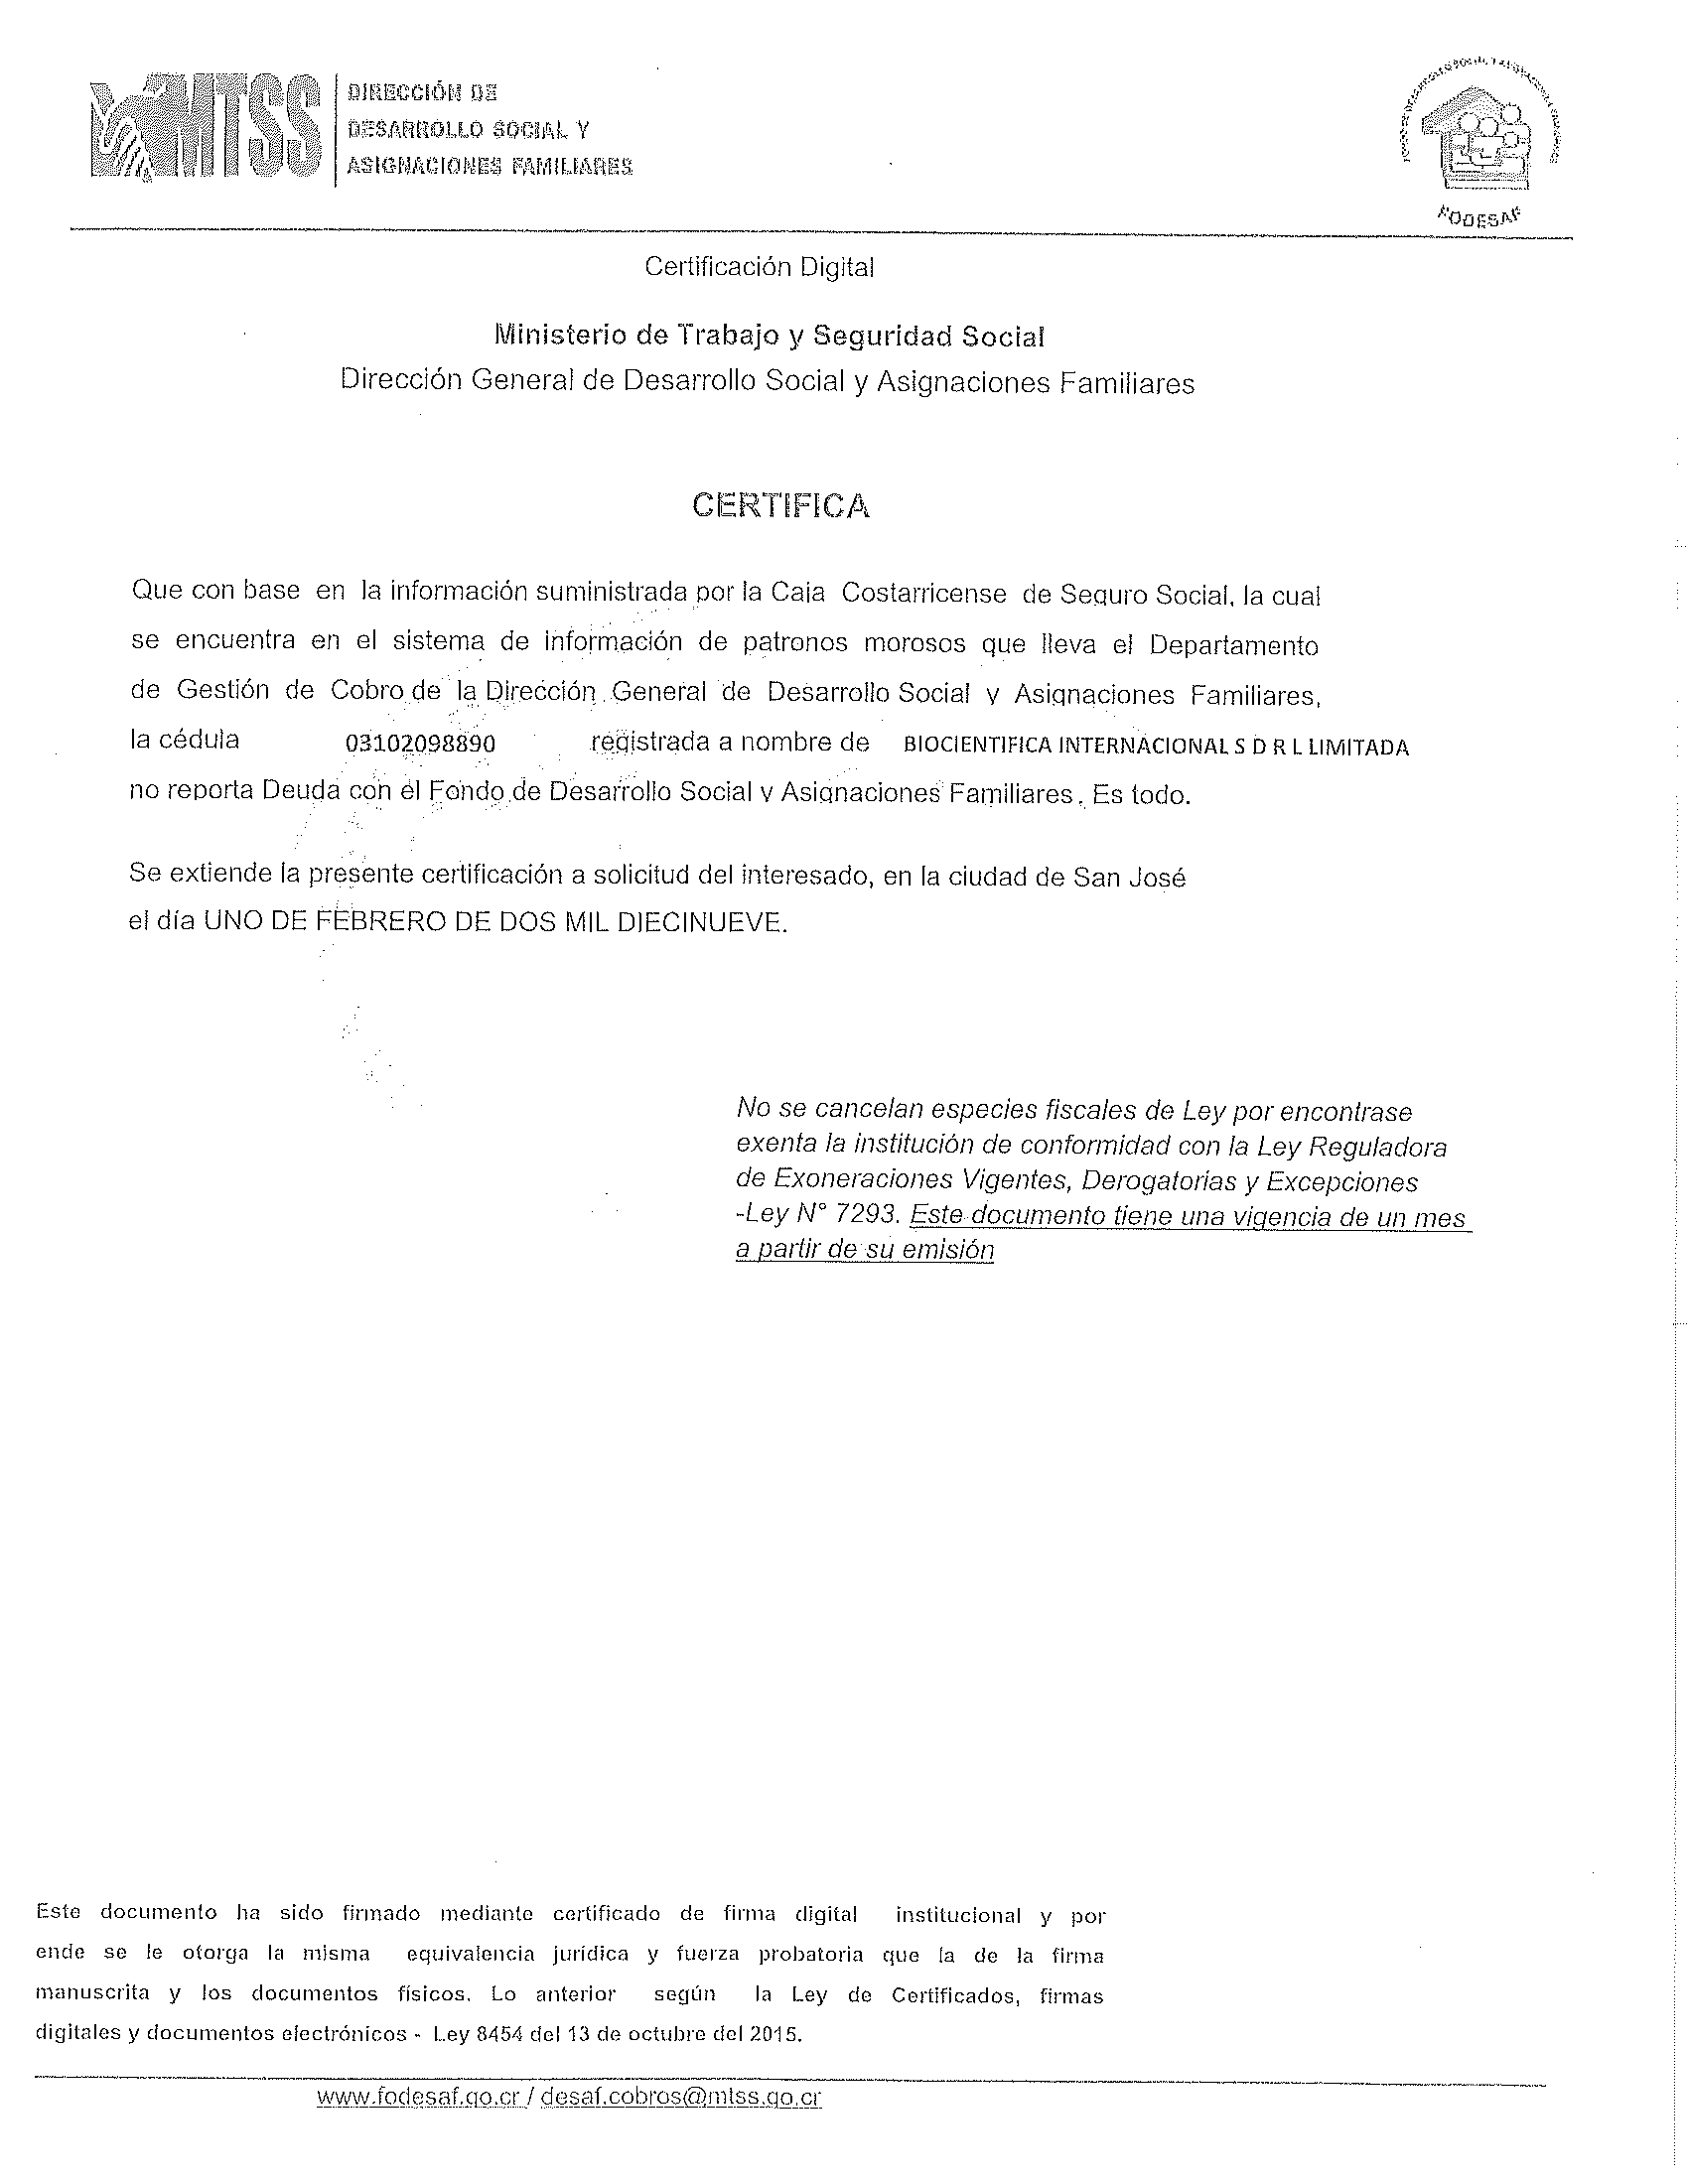 MTSS
DIRECCIÓN DE
DESARROLLO SOCIAL Y
ASIGNACIONES FAMILIARES
FODESAF
Certificación Digital
Ministerio de Trabajo y Seguridad Social
Dirección General de Desarrollo Social y Asignaciones Familiares
CERTIFICA
Que con base en la información suministrada por la Caja Costarricense de Seguro Social, la cual
se encuentra en el sistema de información de patronos morosos que lleva el Departamento
de Gestión de Cobro de la Dirección General de Desarrollo Social y Asignaciones Familiares,
la cédula 03102098890 registrada a nombre de BIOCIENTIFICA INTERNACIONAL S D R L LIMITADA
no reporta Deuda con el Fondo de Desarrollo Social y Asignaciones Familiares. Es todo.
Se extiende la presente certificación a solicitud del interesado, en la ciudad de San José
el día UNO DE FEBRERO DE DOS MIL DIECINUEVE.
No se cancelan especies fiscales de Ley por encontrase
exenta la institución de conformidad con la Ley Reguladora
de Exoneraciones Vigentes, Derogatorias y Excepciones
-Ley N° 7293. Este documento tiene una vigencia de un mes
a partir de su emisión
Este documento ha sido firmado mediante certificado de firma digital institucional y por
ende se le otorga la misma equivalencia jurídica y fuerza probatoria que la de la firma
manuscrita y los documentos físicos. Lo anterior según la Ley de Certificados, firmas
digitales y documentos electrónicos - Ley 8454 del 13 de octubre del 2015.
www.fodesaf.go.cr / desaf.cobros@mtss.go.cr